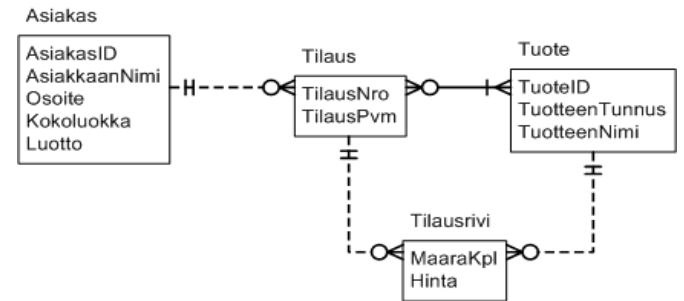 Asiakas
AsiakasID
AsiakkaanNimi
Osoite
Kokoluokka
Luotto
Tilaus
TilausNro
TilausPvm
Tuote
TuoteID
TuotteenTunnus
TuotteenNimi
Tilausrivi
MaaraKpl
Hinta